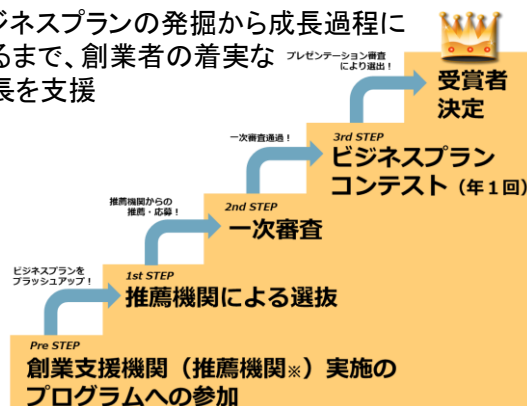 ジネスプランの発掘から成長過程に
るまで、創業者の着実な
長を支援
プレゼンテーション審査
により選出！
受賞者
決定
一次審査通過！
3rd STEP
ビジネスプラン
コンテスト（年１回）
推薦機関からの
推薦・応募！
2nd STEP
一次審査
ビジネスプランを
ブラッシュアップ！
1st STEP
推薦機関による選抜
Pre STEP
創業支援機関（推薦機関※）実施の
プログラムへの参加